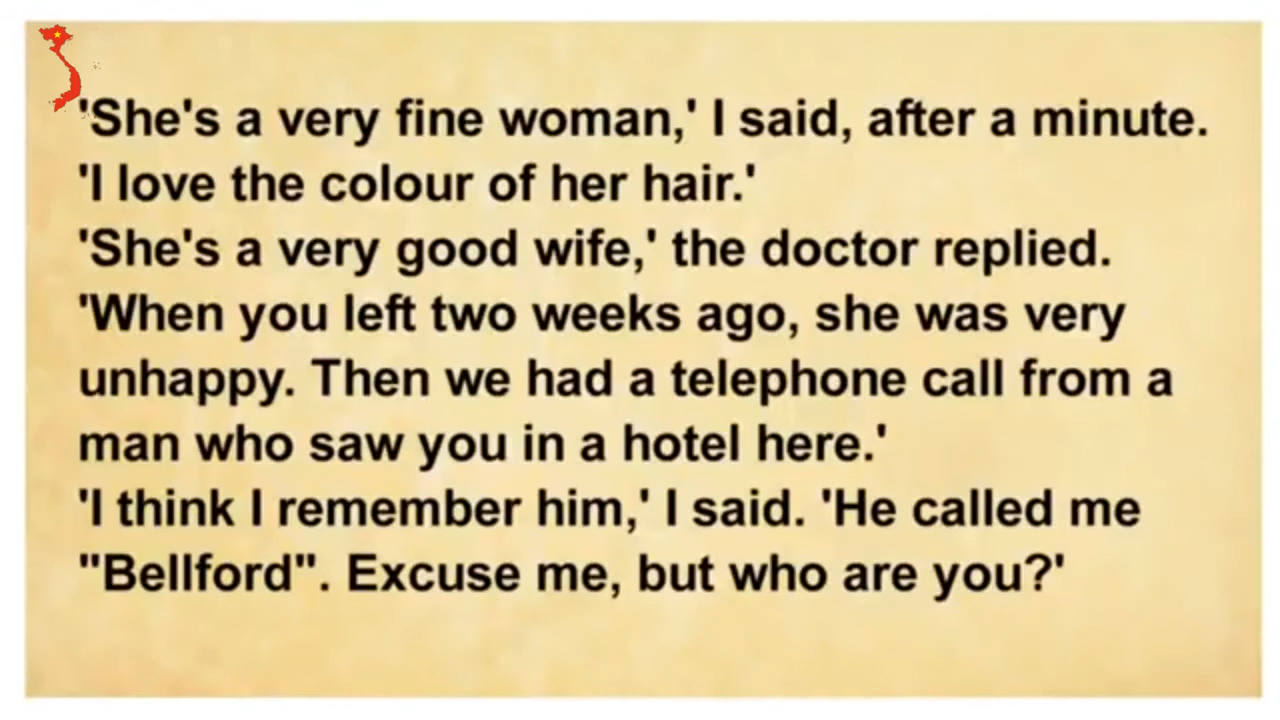 'She's a very fine woman,' I said, after a minute.
'I love the colour of her hair.'
'She's a very good wife,' the doctor replied.
'When you left two weeks ago, she was very
unhappy. Then we had a telephone call from a
man who saw you in a hotel here.'
'I think I remember him,' I said. 'He called me
"Bellford". Excuse me, but who are you?'